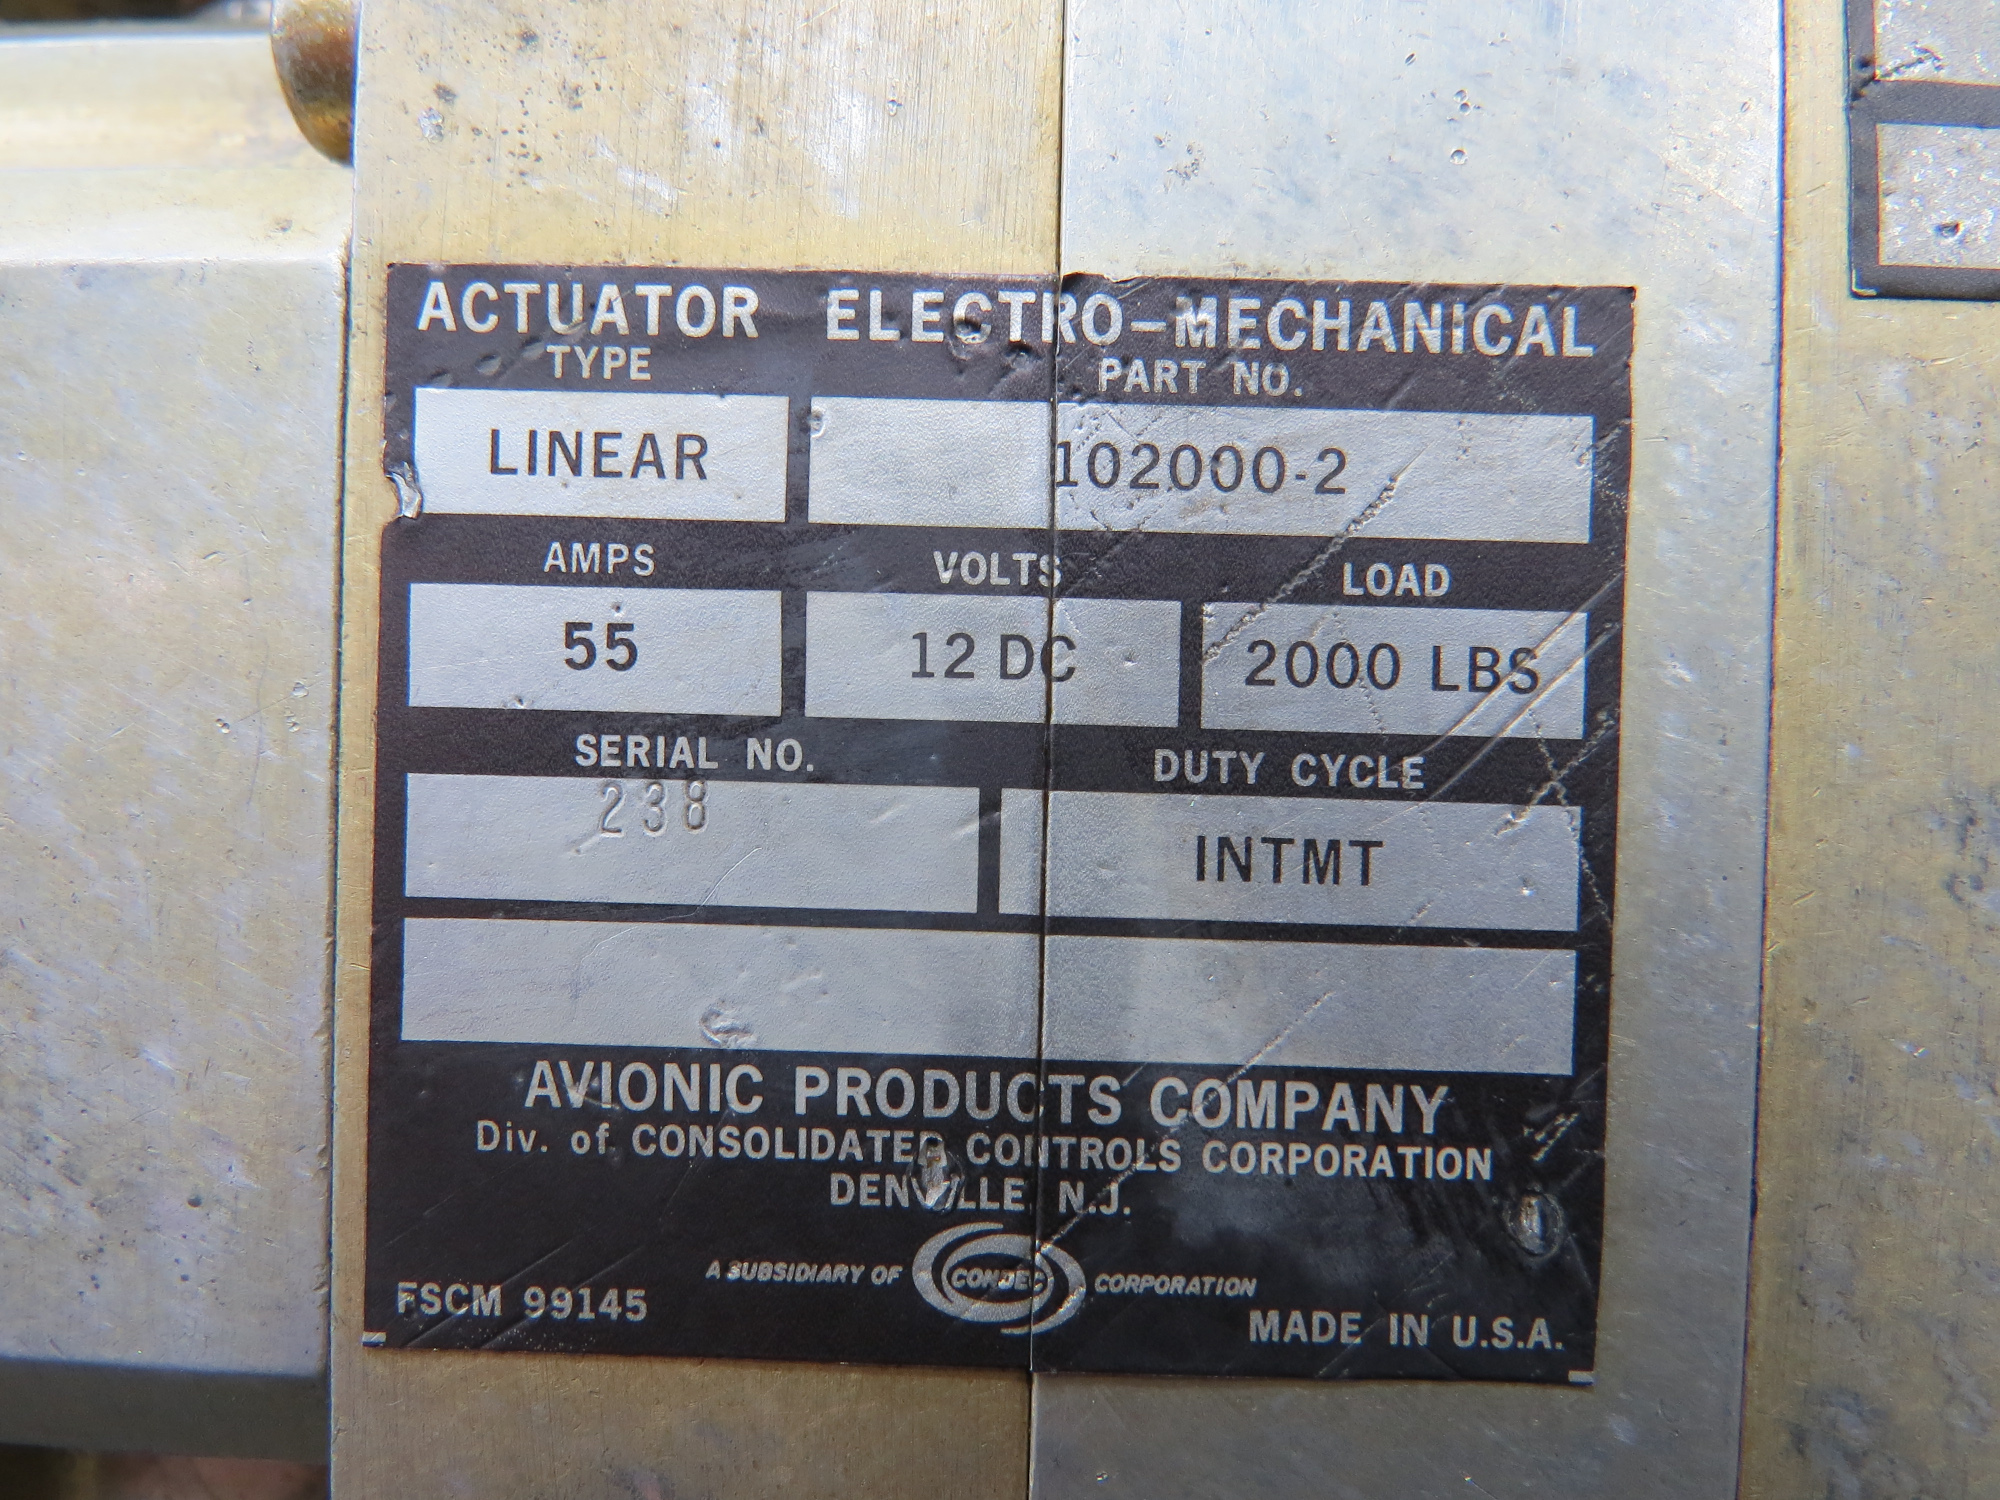 ACTUATOR ELECTRO-MECHANICAL
TYPE PART NO.
LINEAR 102000-2
AMPS VOLTS LOAD
55 12 DC 2000 LBS
SERIAL NO. DUTY CYCLE
238 INTMT
AVIONIC PRODUCTS COMPANY
Div. of CONSOLIDATED CONTROLS CORPORATION
DENVILLE, N.J.
A SUBSIDIARY OF CONDEC CORPORATION
FSCM 99145 MADE IN U.S.A.